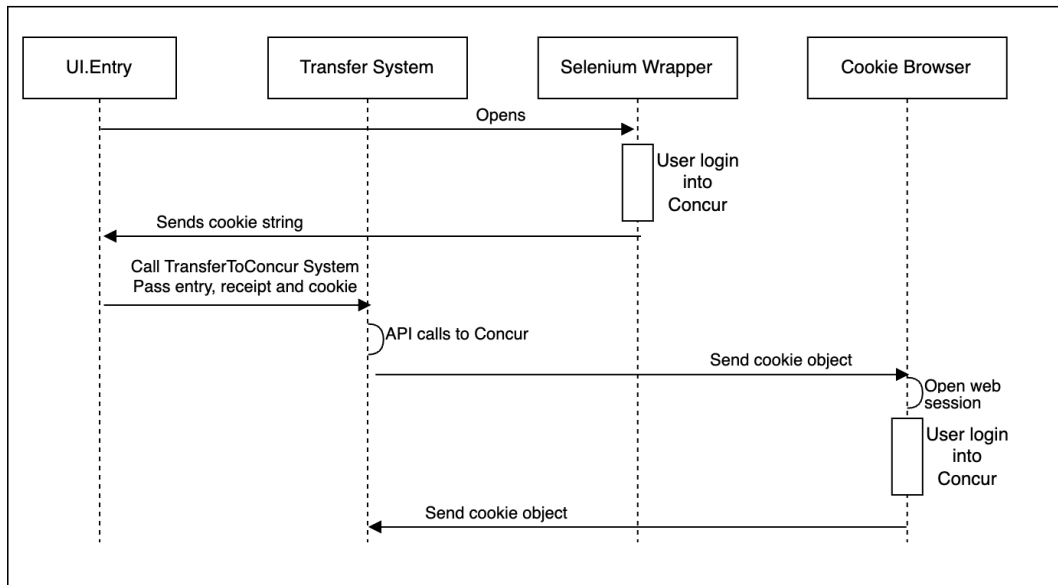 UI.Entry
Transfer System
Selenium Wrapper
Cookie Browser
Opens
User login
into
Concur
Sends cookie string
Call TransferToConcur System
Pass entry, receipt and cookie
API calls to Concur
Send cookie object
Open web
session
User login
into
Concur
Send cookie object